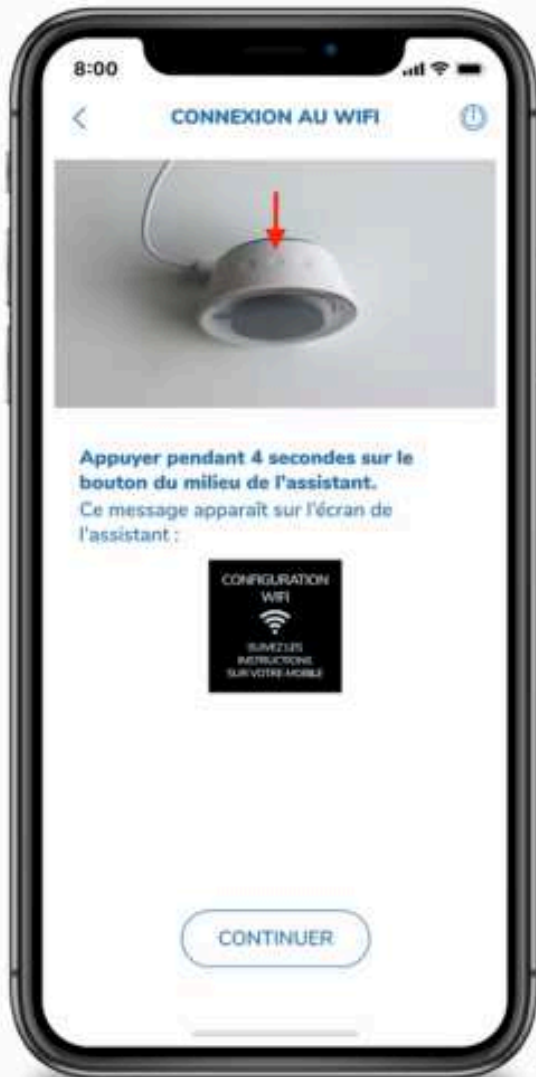 8:00
CONNEXION AU WIFI
Appuyer pendant 4 secondes sur le
bouton du milieu de l'assistant.
Ce message apparaît sur l'écran de
l'assistant :
CONFIGURATION
WIFI
SUIVEZ LES
INSTRUCTIONS
SUR VOTRE MOBILE
CONTINUER